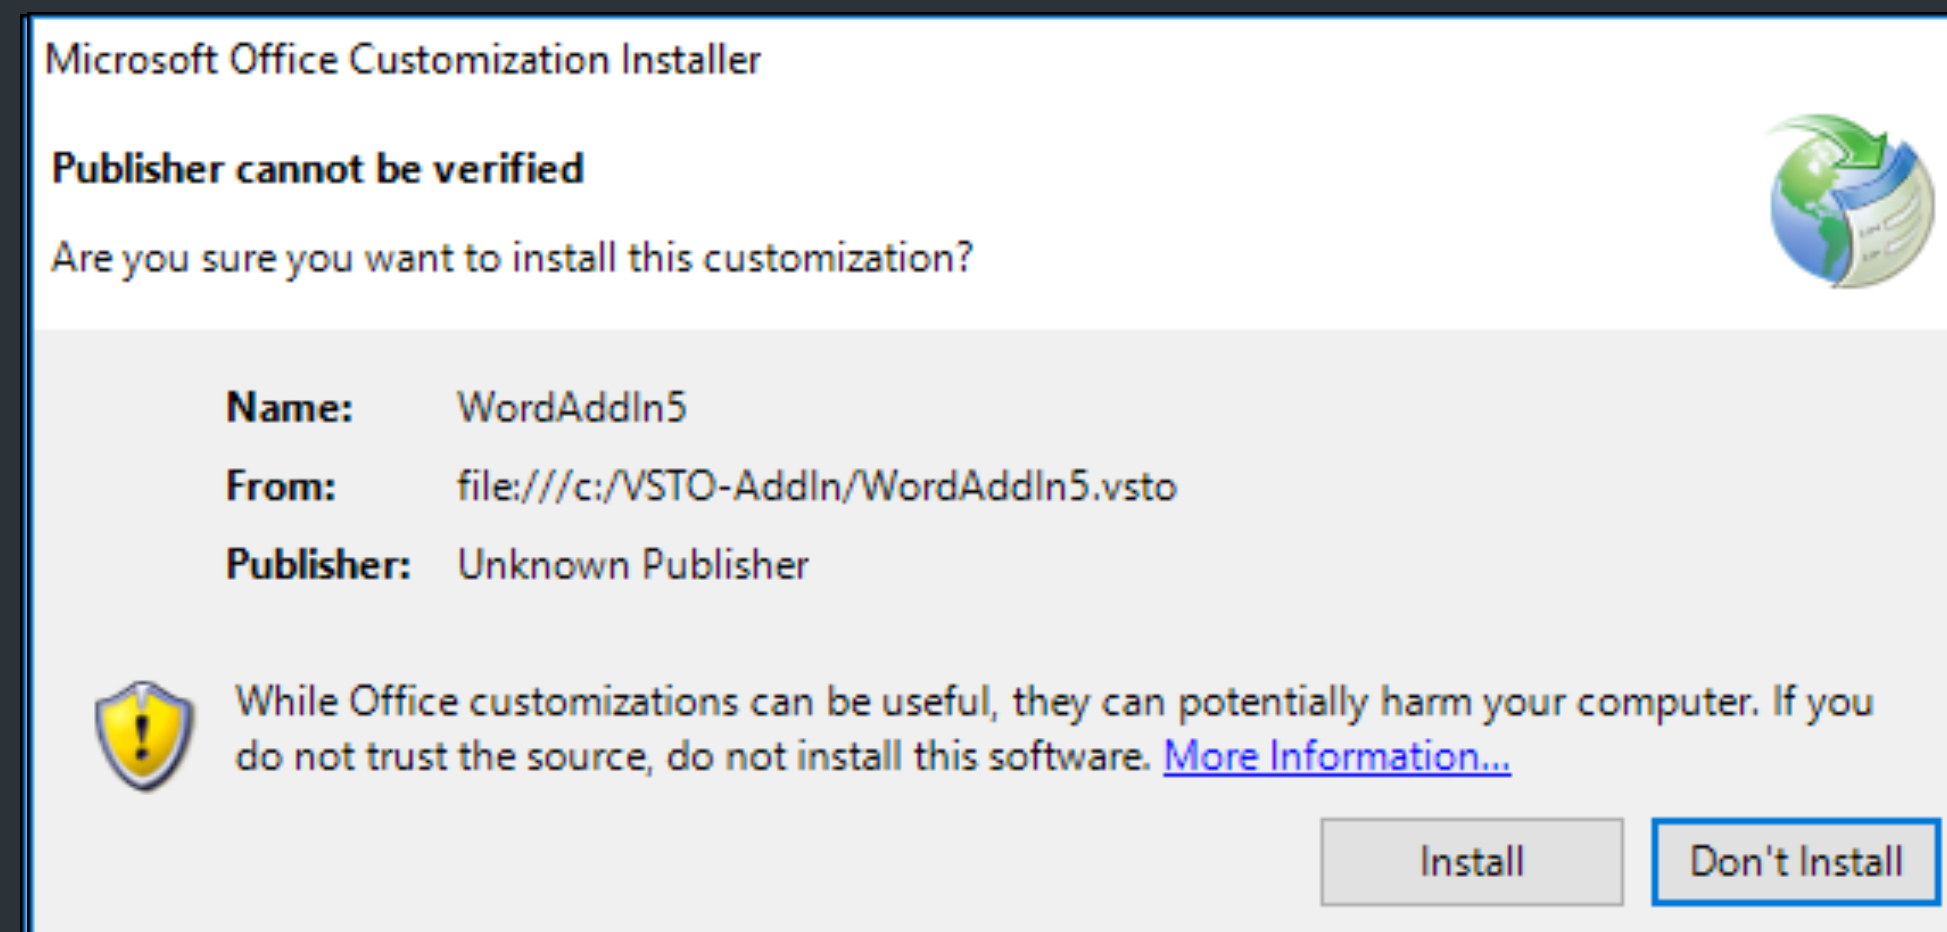 Microsoft Office Customization Installer
Publisher cannot be verified
Are you sure you want to install this customization?
Name: WordAddIn5
From: file:///c:/VSTO-AddIn/WordAddIn5.vsto
Publisher: Unknown Publisher
While Office customizations can be useful, they can potentially harm your computer. If you
do not trust the source, do not install this software. More Information...
Install Don't Install